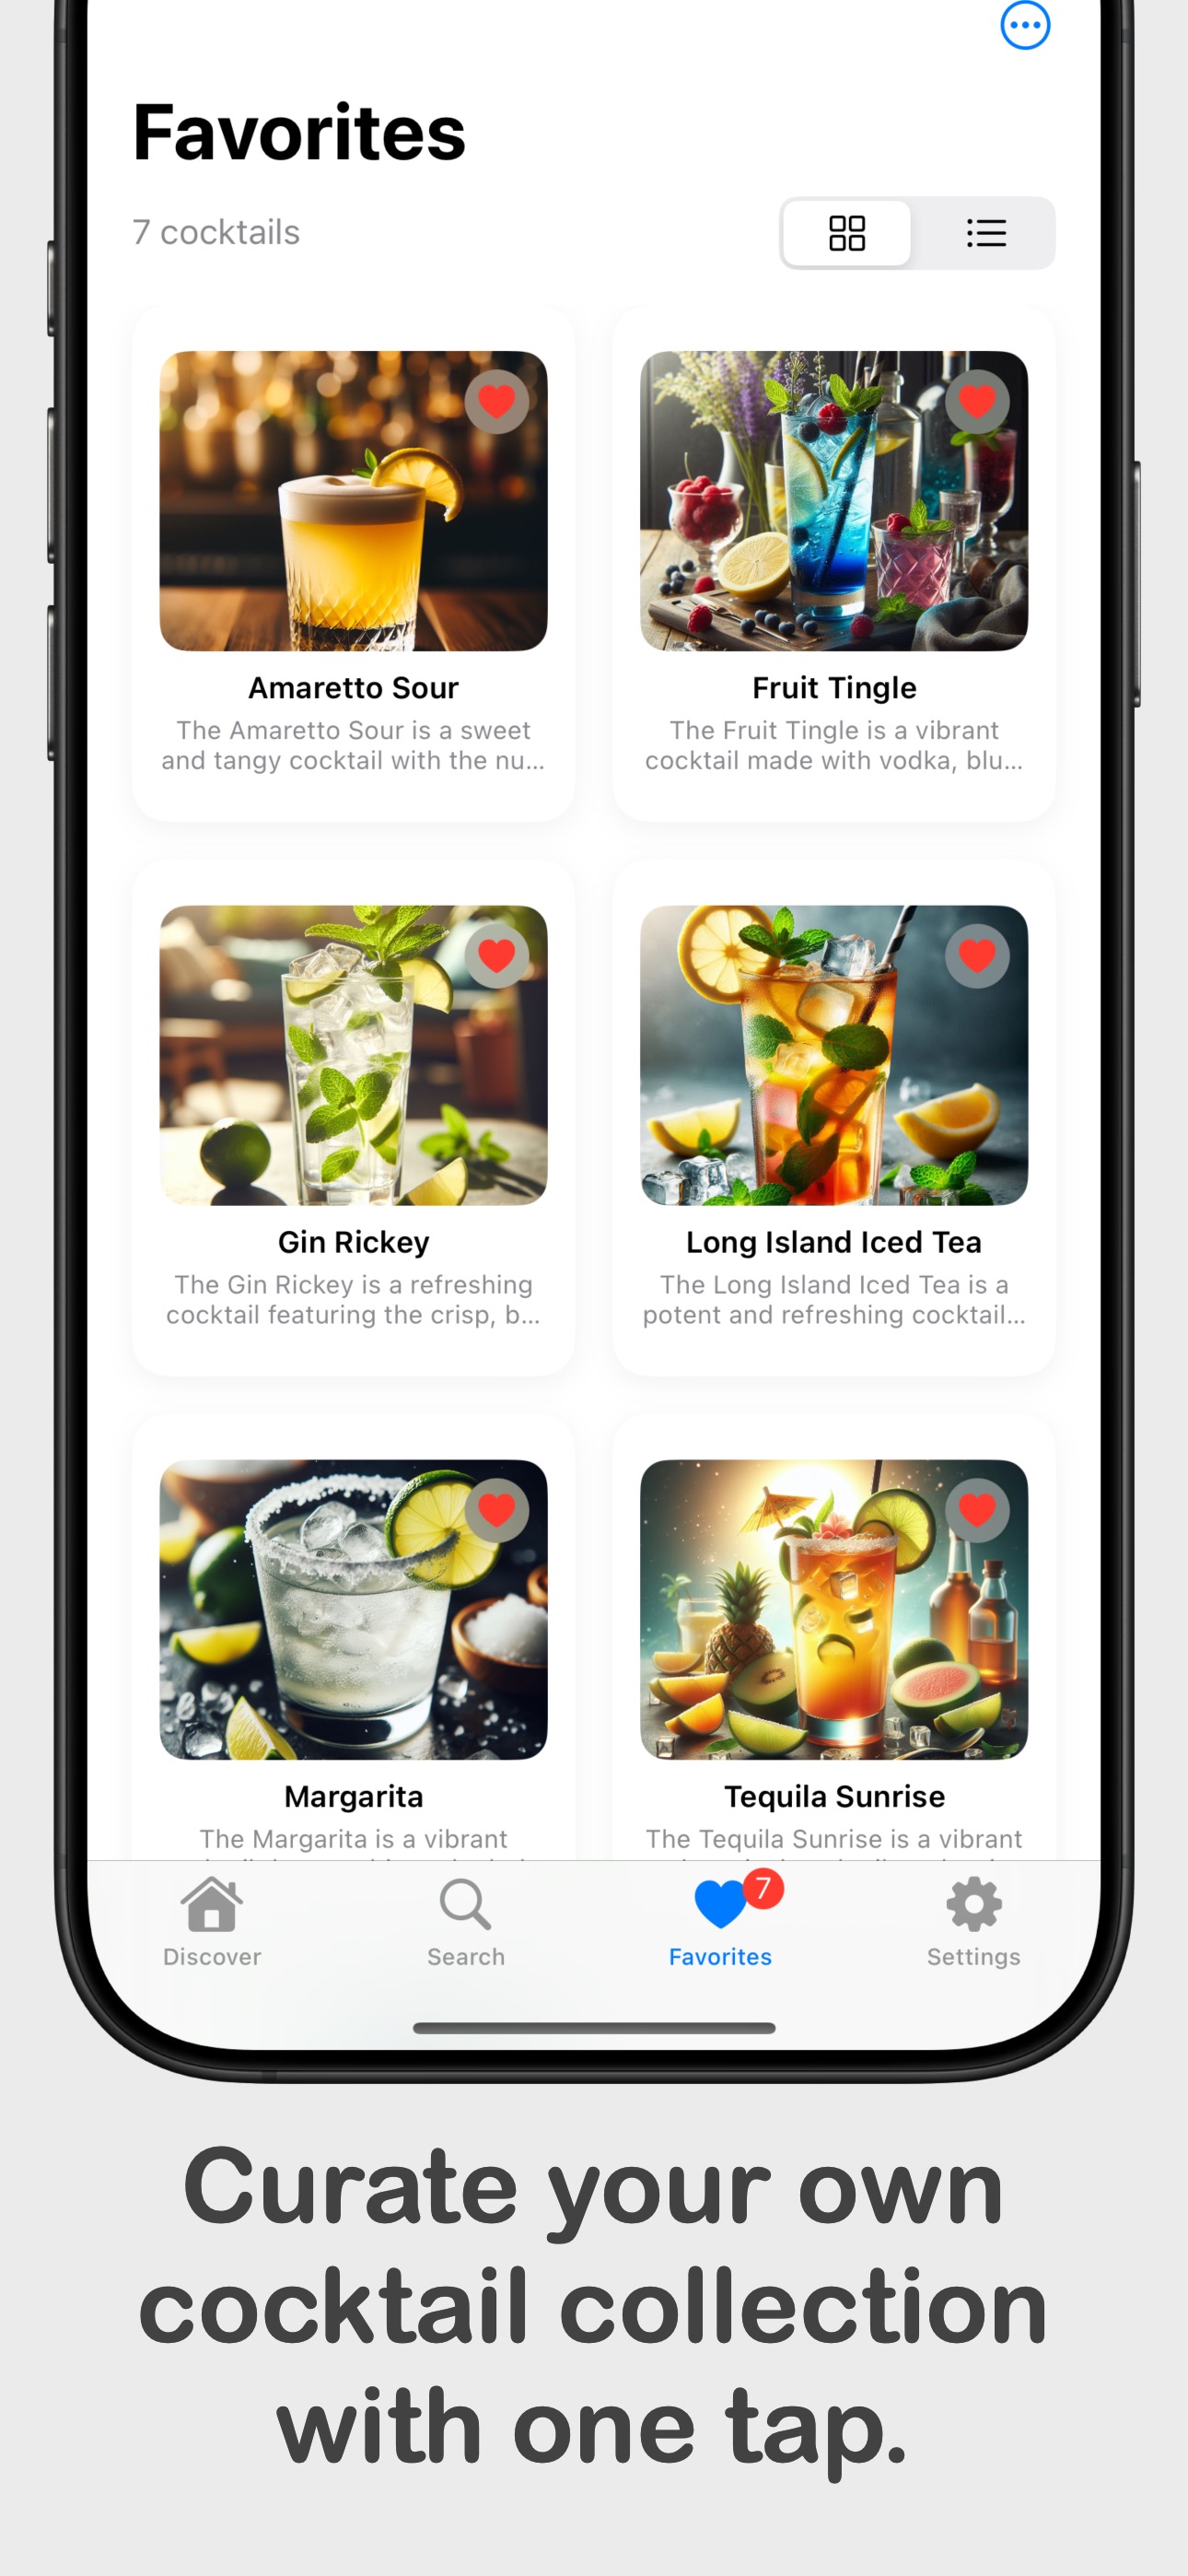 Favorites
7 cocktails
Amaretto Sour
The Amaretto Sour is a sweet
and tangy cocktail with the nu...
Fruit Tingle
The Fruit Tingle is a vibrant
cocktail made with vodka, blu...
Gin Rickey
The Gin Rickey is a refreshing
cocktail featuring the crisp, b...
Long Island Iced Tea
The Long Island Iced Tea is a
potent and refreshing cocktail...
Margarita
The Margarita is a vibrant
Tequila Sunrise
The Tequila Sunrise is a vibrant
7
Discover
Search
Favorites
Settings
Curate your own
cocktail collection
with one tap.